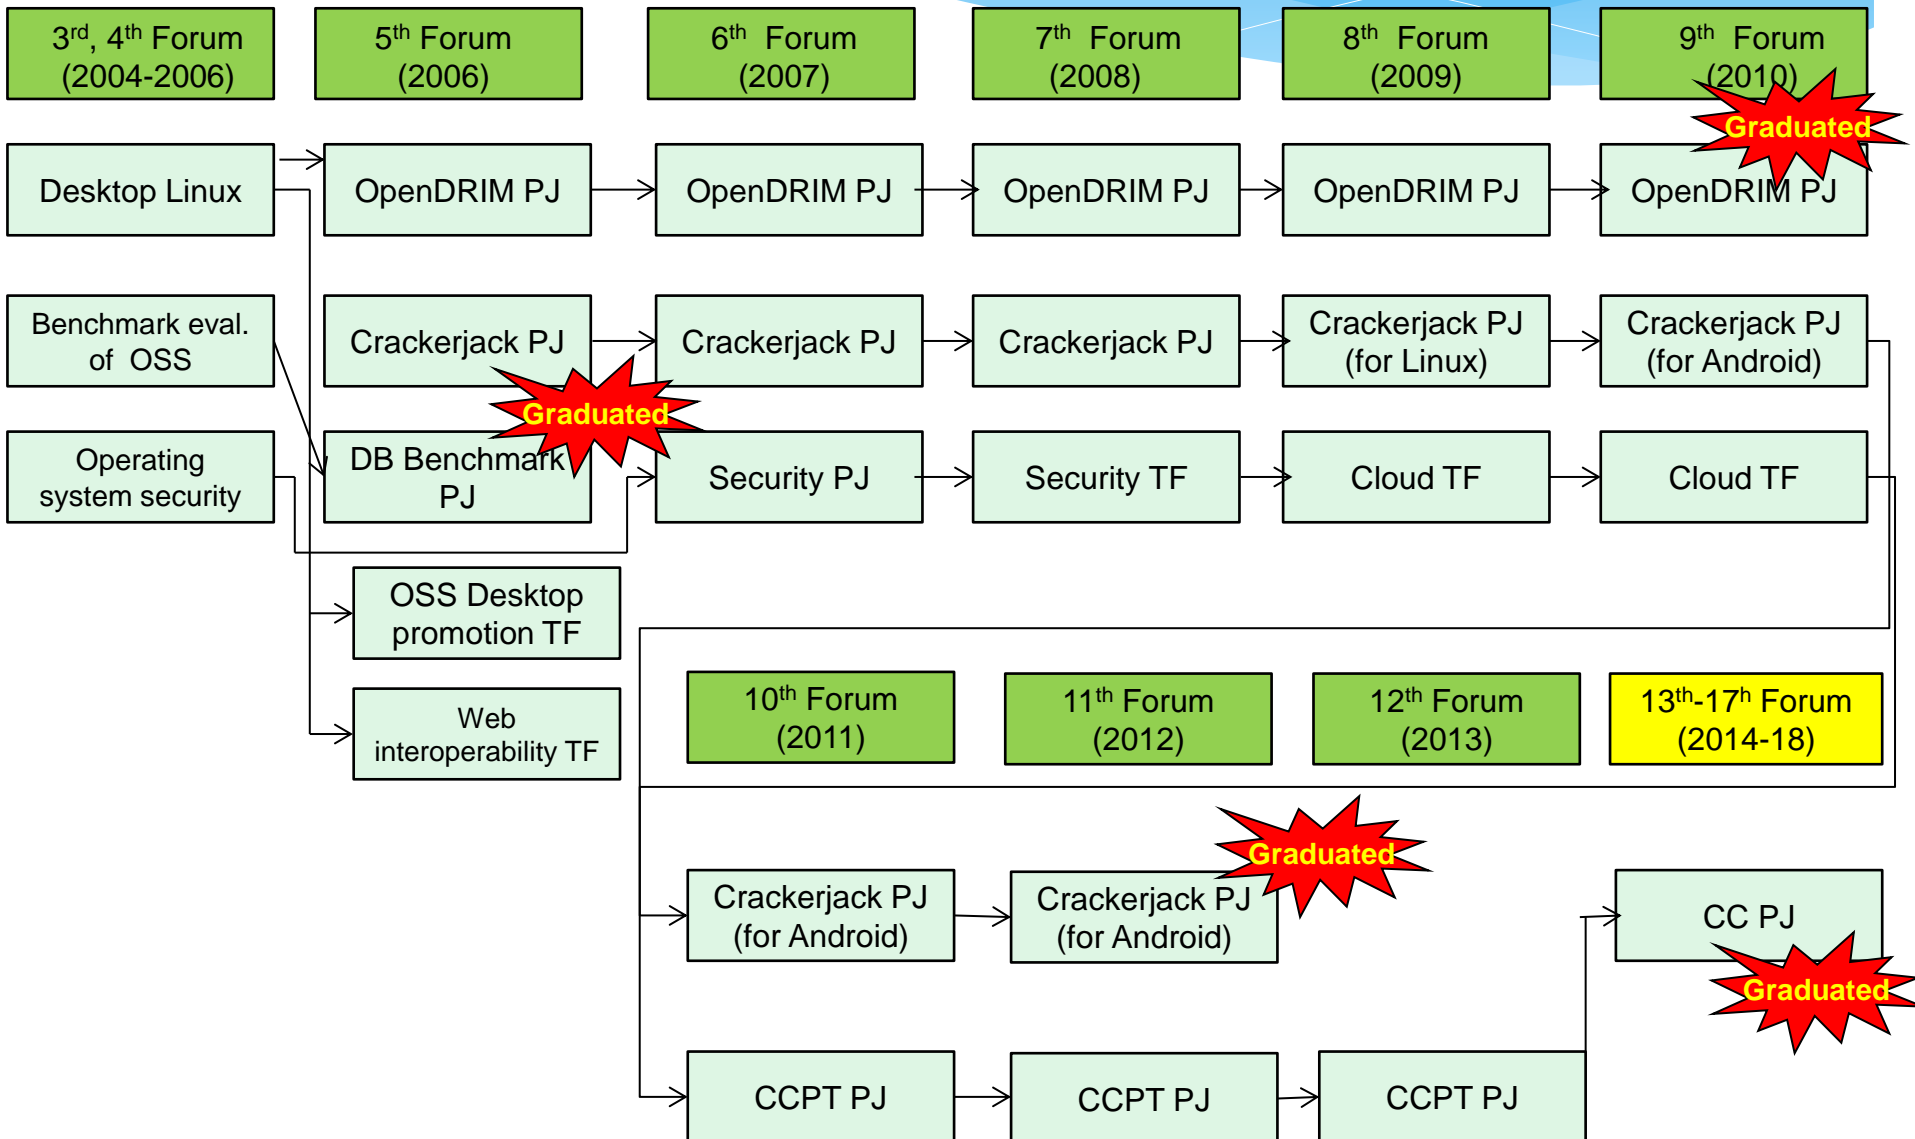 3rd, 4th Forum
(2004-2006)
5th Forum
(2006)
6th Forum
(2007)
7th Forum
(2008)
8th Forum
(2009)
9th Forum
(2010)
Graduated
Desktop Linux
OpenDRIM PJ
OpenDRIM PJ
OpenDRIM PJ
OpenDRIM PJ
OpenDRIM PJ
Benchmark eval.
of OSS
Crackerjack PJ
Crackerjack PJ
Crackerjack PJ
Crackerjack PJ
(for Linux)
Crackerjack PJ
(for Android)
Graduated
Operating
system security
DB Benchmark
PJ
Security PJ
Security TF
Cloud TF
Cloud TF
OSS Desktop
promotion TF
Web
interoperability TF
10th Forum
(2011)
11th Forum
(2012)
12th Forum
(2013)
13th-17h Forum
(2014-18)
Graduated
Crackerjack PJ
(for Android)
Crackerjack PJ
(for Android)
CC PJ
Graduated
CCPT PJ
CCPT PJ
CCPT PJ